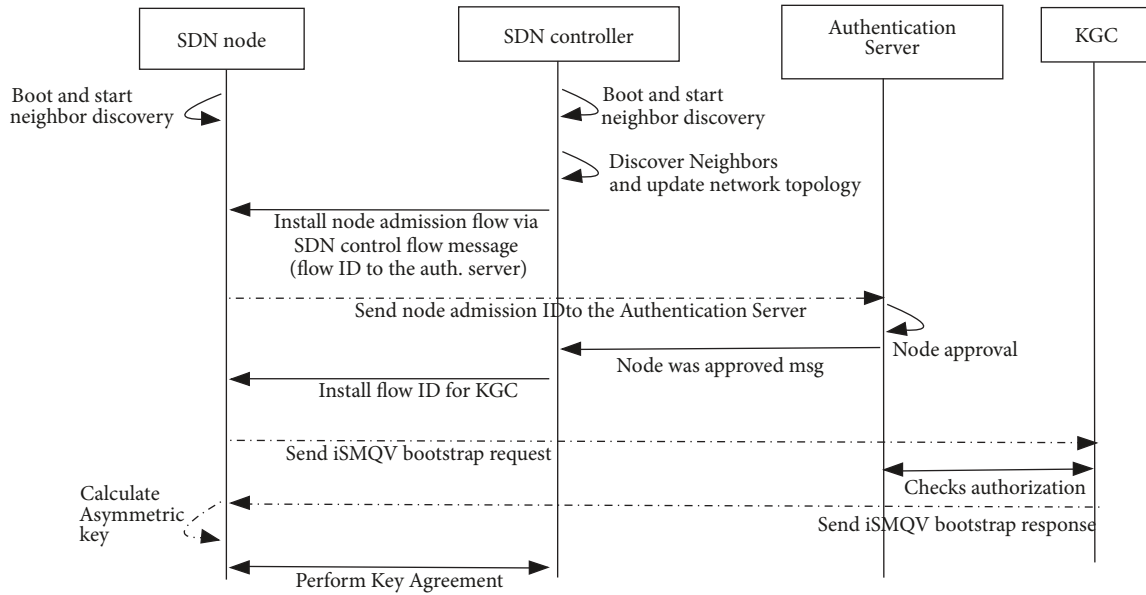 SDN node
SDN controller
Authentication
Server
KGC
Boot and start
neighbor discovery
Boot and start
neighbor discovery
Discover Neighbors
and update network topology
Install node admission flow via
SDN control flow message
(flow ID to the auth. server)
Send node admission IDto the Authentication Server
Node approval
Node was approved msg
Install flow ID for KGC
Send iSMQV bootstrap request
Checks authorization
Calculate
Asymmetric
key
Send iSMQV bootstrap response
Perform Key Agreement